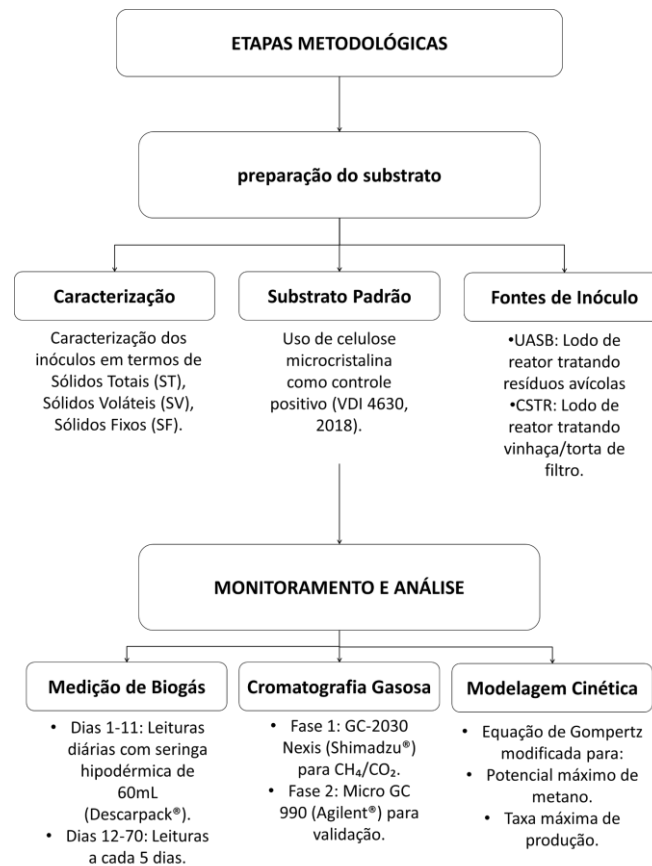 ETAPAS METODOLÓGICAS
preparação do substrato
Caracterização
Caracterização dos
inóculos em termos de
Sólidos Totais (ST),
Sólidos Voláteis (SV),
Sólidos Fixos (SF).
Substrato Padrão
Uso de celulose
microcristalina
como controle
positivo (VDI 4630,
2018).
Fontes de Inóculo
•UASB: Lodo de
reator tratando
resíduos avícolas
•CSTR: Lodo de
reator tratando
vinhaça/torta de
filtro.
MONITORAMENTO E ANÁLISE
Medição de Biogás
• Dias 1-11: Leituras
diárias com seringa
hipodérmica de
60mL
(Descarpack®).
• Dias 12-70: Leituras
a cada 5 dias.
Cromatografia Gasosa
• Fase 1: GC-2030
Nexis (Shimadzu®)
para CH₄/CO₂.
• Fase 2: Micro GC
990 (Agilent®) para
validação.
Modelagem Cinética
• Equação de Gompertz
modificada para:
• Potencial máximo de
metano.
• Taxa máxima de
produção.